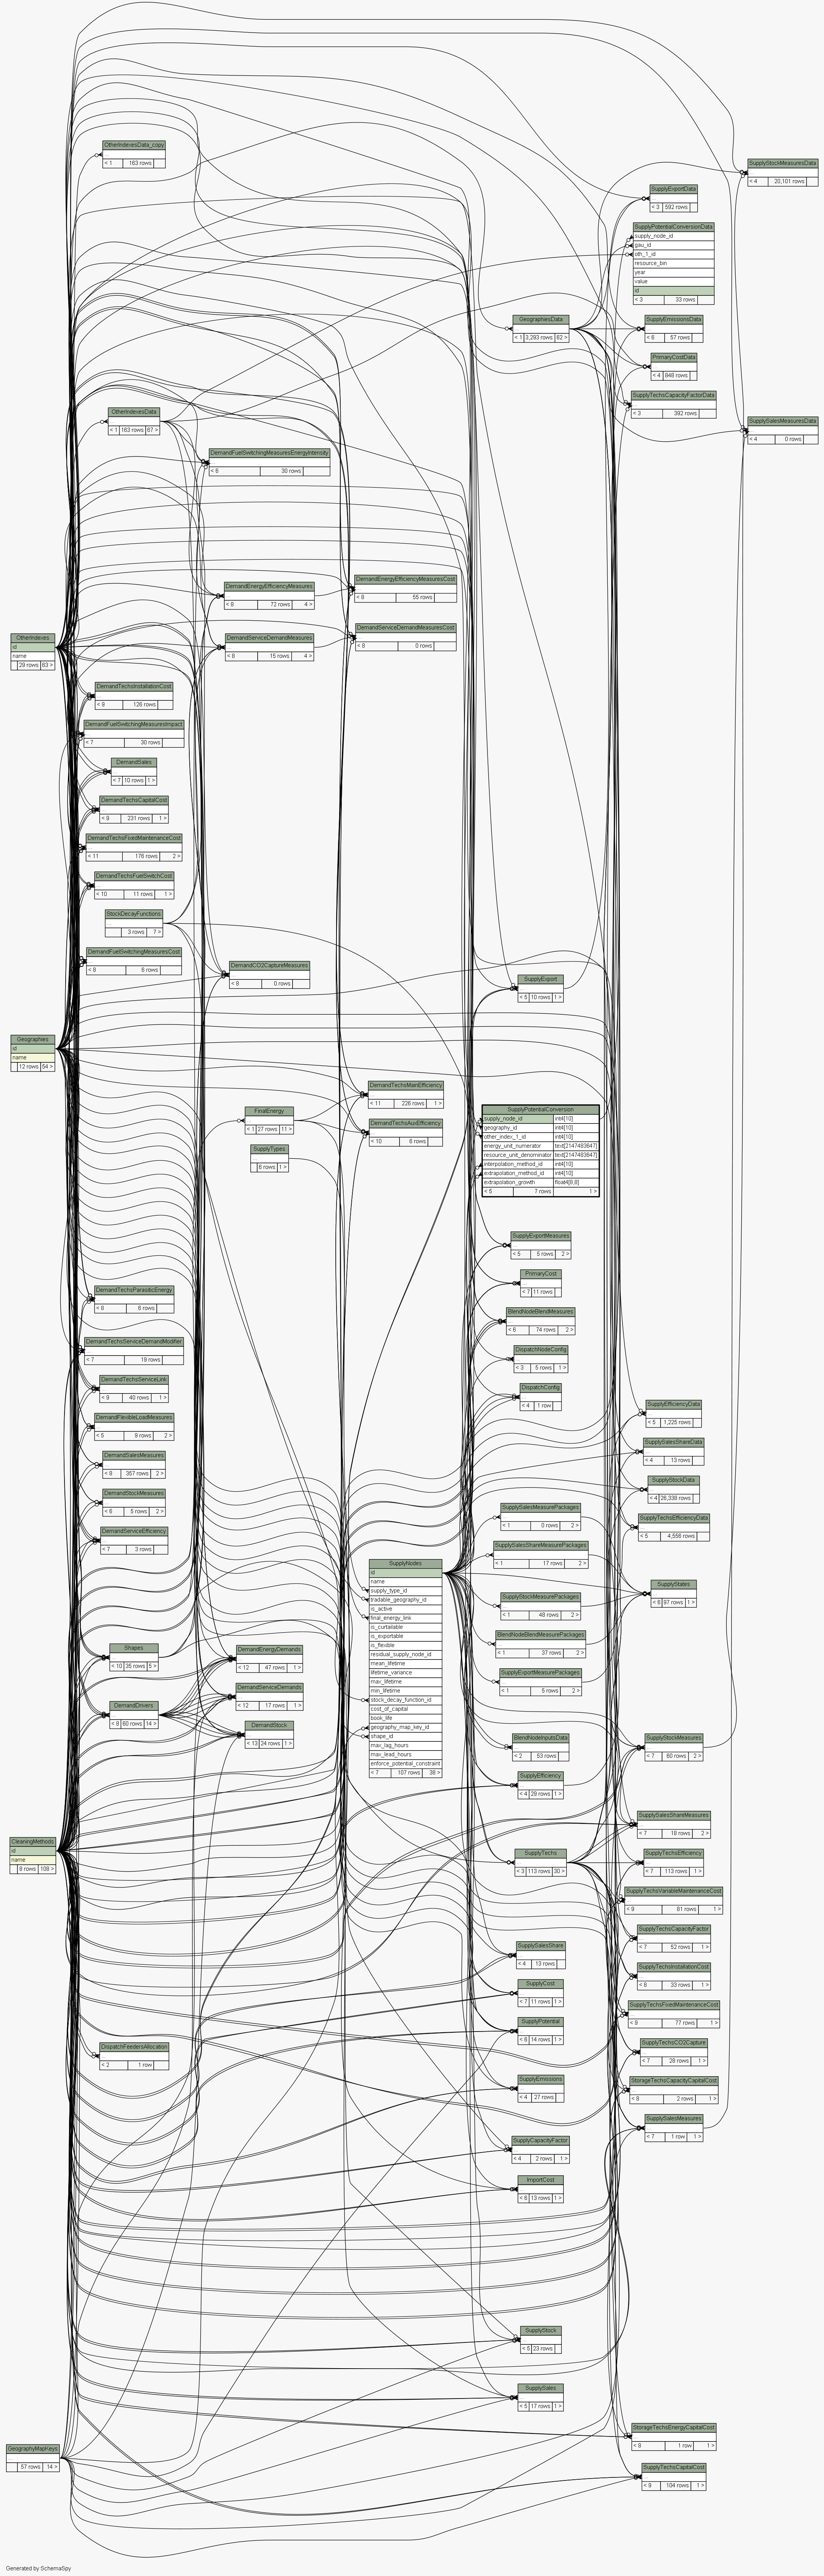 OtherIndexesData_copy
...
< 1 163 rows
SupplyStockMeasuresData
...
< 4 20,101 rows
SupplyExportData
...
< 3 592 rows
SupplyPotentialConversionData
supply_node_id
gau_id
oth_1_id
resource_bin
year
value
id
< 3 33 rows
GeographiesData
...
< 1 3,293 rows 62 >
SupplyEmissionsData
...
< 6 57 rows
PrimaryCostData
...
< 4 948 rows
SupplyTechsCapacityFactorData
...
< 3 392 rows
OtherIndexesData
...
< 1 163 rows 67 >
SupplySalesMeasuresData
...
< 4 0 rows
DemandFuelSwitchingMeasuresEnergyIntensity
...
< 6 30 rows
DemandEnergyEfficiencyMeasures
...
< 8 72 rows 4 >
DemandEnergyEfficiencyMeasuresCost
...
< 8 55 rows
DemandServiceDemandMeasures
...
< 8 15 rows 4 >
DemandServiceDemandMeasuresCost
...
< 8 0 rows
OtherIndexes
id
name
29 rows 63 >
DemandTechsInstallationCost
...
< 9 126 rows
DemandFuelSwitchingMeasuresImpact
...
< 7 30 rows
DemandSales
...
< 7 10 rows 1 >
DemandTechsCapitalCost
...
< 9 231 rows 1 >
DemandTechsFixedMaintenanceCost
...
< 11 176 rows 2 >
DemandTechsFuelSwitchCost
...
< 10 11 rows 1 >
StockDecayFunctions
...
3 rows 7 >
DemandFuelSwitchingMeasuresCost
...
< 8 6 rows
DemandCO2CaptureMeasures
...
< 8 0 rows
SupplyExport
...
< 5 10 rows 1 >
Geographies
id
name
12 rows 54 >
DemandTechsMainEfficiency
...
< 11 226 rows 1 >
FinalEnergy
...
< 1 27 rows 11 >
DemandTechsAuxEfficiency
...
< 10 6 rows
SupplyTypes
...
6 rows 1 >
SupplyPotentialConversion
supply_node_id int4[10]
geography_id int4[10]
other_index_1_id int4[10]
energy_unit_numerator text[2147483647]
resource_unit_denominator text[2147483647]
interpolation_method_id int4[10]
extrapolation_method_id int4[10]
extrapolation_growth float4[8,8]
< 5 7 rows 1 >
SupplyExportMeasures
...
< 5 5 rows 2 >
PrimaryCost
...
< 7 11 rows
DemandTechsParasiticEnergy
...
< 8 6 rows
BlendNodeBlendMeasures
...
< 6 74 rows 2 >
DemandTechsServiceDemandModifier
...
< 7 19 rows
DispatchNodeConfig
...
< 3 5 rows 1 >
DemandTechsServiceLink
...
< 9 40 rows 1 >
DispatchConfig
...
< 4 1 row
DemandFlexibleLoadMeasures
...
< 5 9 rows 2 >
SupplyEfficiencyData
...
< 5 1,225 rows
DemandSalesMeasures
...
< 8 357 rows 2 >
SupplySalesShareData
...
< 4 13 rows
DemandStockMeasures
...
< 6 5 rows 2 >
SupplyStockData
...
< 4 26,338 rows
SupplySalesMeasurePackages
...
< 1 0 rows 2 >
SupplyTechsEfficiencyData
...
< 5 4,556 rows
DemandServiceEfficiency
...
< 7 3 rows
SupplySalesShareMeasurePackages
...
< 1 17 rows 2 >
SupplyNodes
id
name
supply_type_id
tradable_geography_id
is_active
final_energy_link
is_curtailable
is_exportable
is_flexible
residual_supply_node_id
mean_lifetime
lifetime_variance
max_lifetime
min_lifetime
stock_decay_function_id
cost_of_capital
book_life
geography_map_key_id
shape_id
max_lag_hours
max_lead_hours
enforce_potential_constraint
< 7 107 rows 38 >
SupplyStates
...
< 6 97 rows 1 >
SupplyStockMeasurePackages
...
< 1 48 rows 2 >
BlendNodeBlendMeasurePackages
...
< 1 37 rows 2 >
Shapes
...
< 10 35 rows 5 >
DemandEnergyDemands
...
< 12 47 rows 1 >
SupplyExportMeasurePackages
...
< 1 5 rows 2 >
DemandServiceDemands
...
< 12 17 rows 1 >
DemandDrivers
...
< 8 80 rows 14 >
DemandStock
...
< 13 24 rows 1 >
BlendNodeInputsData
...
< 2 53 rows
SupplyStockMeasures
...
< 7 60 rows 2 >
SupplyEfficiency
...
< 4 29 rows 1 >
SupplySalesShareMeasures
...
< 7 18 rows 2 >
CleaningMethods
id
name
8 rows 108 >
SupplyTechs
...
< 3 113 rows 30 >
SupplyTechsEfficiency
...
< 7 113 rows 1 >
SupplyTechsVariableMaintenanceCost
...
< 9 81 rows 1 >
SupplyTechsCapacityFactor
...
< 7 52 rows 1 >
SupplySalesShare
...
< 4 13 rows
SupplyTechsInstallationCost
...
< 8 33 rows 1 >
SupplyCost
...
< 7 11 rows 1 >
SupplyTechsFixedMaintenanceCost
...
< 9 77 rows 1 >
SupplyPotential
...
< 6 14 rows 1 >
DispatchFeedersAllocation
...
< 2 1 row
SupplyTechsCO2Capture
...
< 7 28 rows 1 >
SupplyEmissions
...
< 4 27 rows
StorageTechsCapacityCapitalCost
...
< 8 2 rows 1 >
SupplySalesMeasures
...
< 7 1 row 1 >
SupplyCapacityFactor
...
< 4 2 rows 1 >
ImportCost
...
< 6 13 rows 1 >
SupplyStock
...
< 5 23 rows
SupplySales
...
< 5 17 rows 1 >
StorageTechsEnergyCapitalCost
...
< 8 1 row 1 >
GeographyMapKeys
...
57 rows 14 >
SupplyTechsCapitalCost
...
< 9 104 rows 1 >
Generated by SchemaSpy